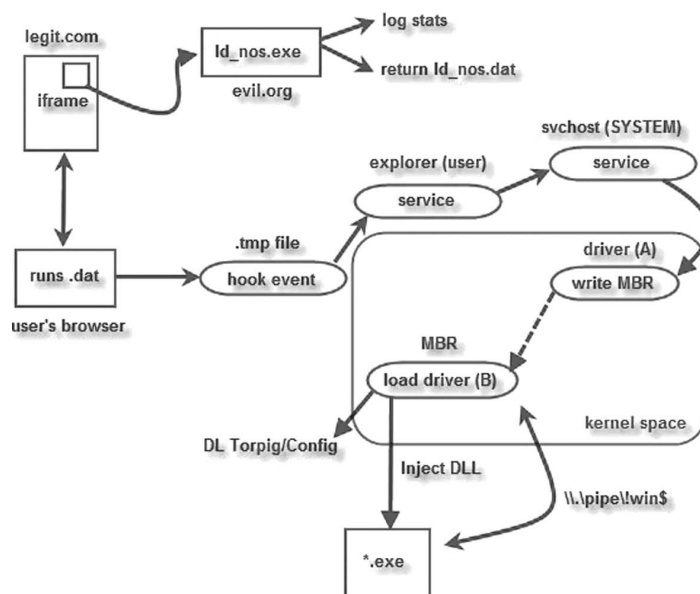 legit.com
iframe
ld_nos.exe
evil.org
log stats
return ld_nos.dat
svchost (SYSTEM)
service
explorer (user)
service
.tmp file
hook event
runs .dat
user's browser
driver (A)
write MBR
MBR
load driver (B)
kernel space
DL Torpig/Config
Inject DLL
\\.\pipe\!win$
*.exe